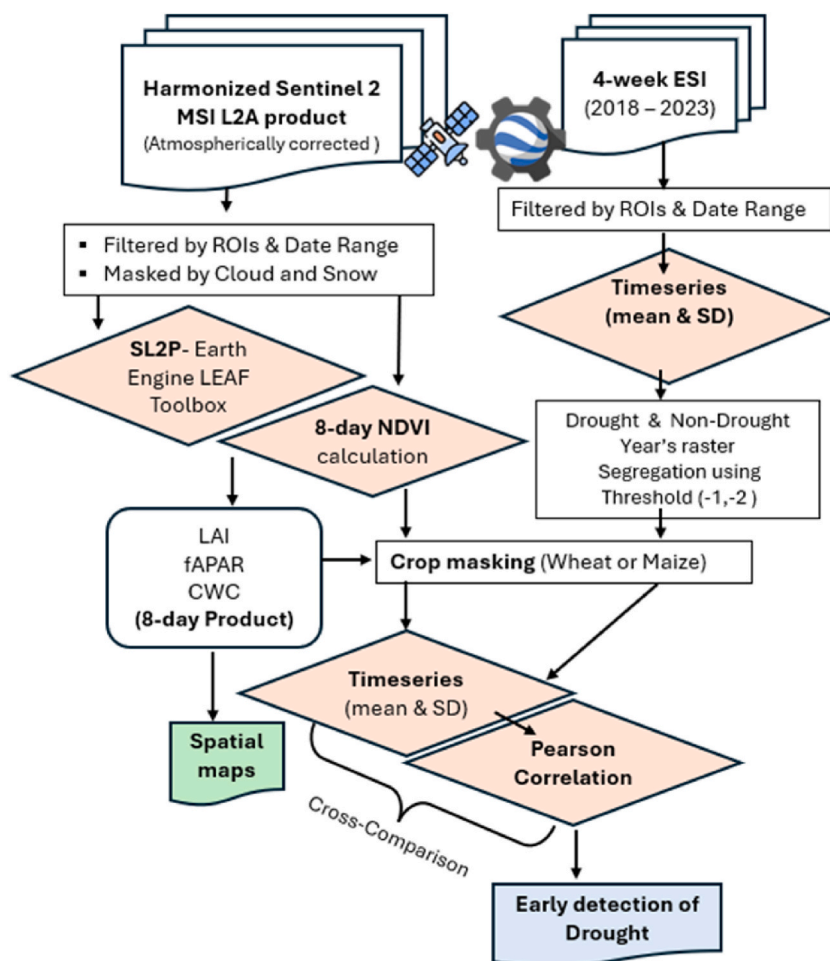 Harmonized Sentinel 2
MSI L2A product
(Atmospherically corrected )
4-week ESI
(2018 – 2023)
▪ Filtered by ROIs & Date Range
▪ Masked by Cloud and Snow
Filtered by ROIs & Date Range
Timeseries
(mean & SD)
SL2P- Earth
Engine LEAF
Toolbox
8-day NDVI
calculation
Drought & Non-Drought
Year's raster
Segregation using
Threshold (-1,-2 )
LAI
fAPAR
CWC
(8-day Product)
Crop masking (Wheat or Maize)
Timeseries
(mean & SD)
Pearson
Correlation
Spatial
maps
Cross-Comparison
Early detection of
Drought